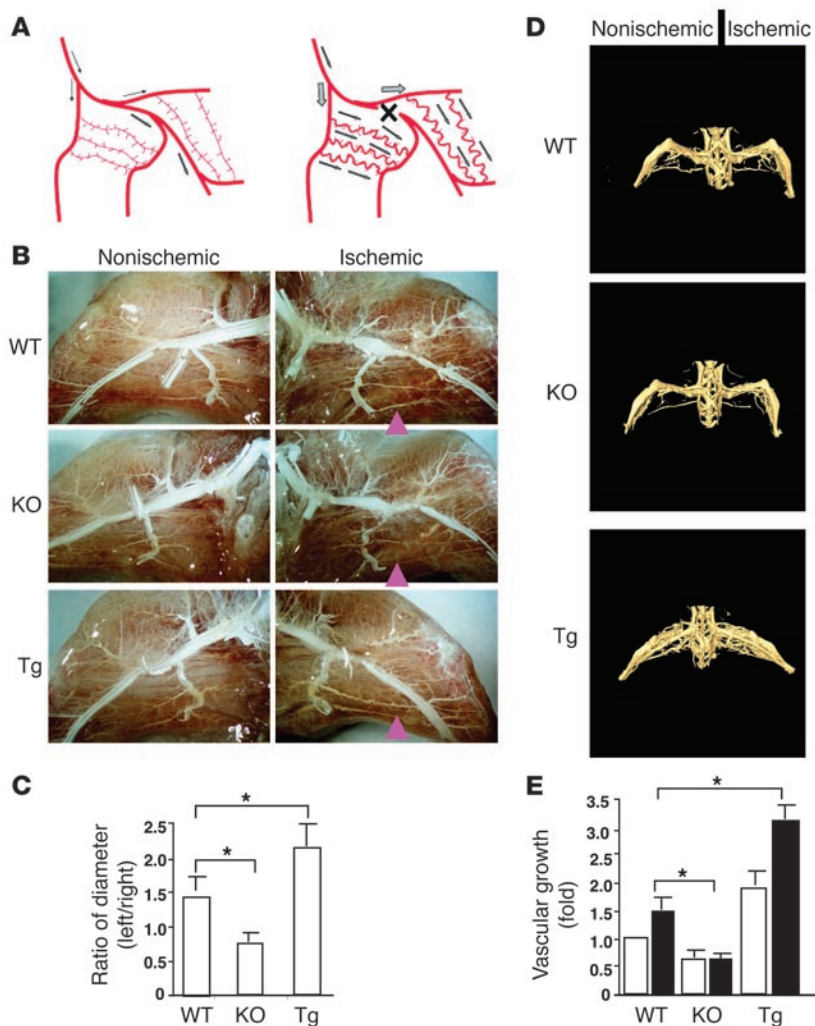 A
B
Nonischemic Ischemic
WT
KO
Tg
C
Ratio of diameter
(left/right)
2.5
2.0
1.5
1.0
0.5
0
* *
WT KO Tg
D
Nonischemic Ischemic
WT
KO
Tg
E
Vascular growth
(fold)
3.5
3.0
2.5
2.0
1.5
1.0
0.5
0
* *
WT KO Tg